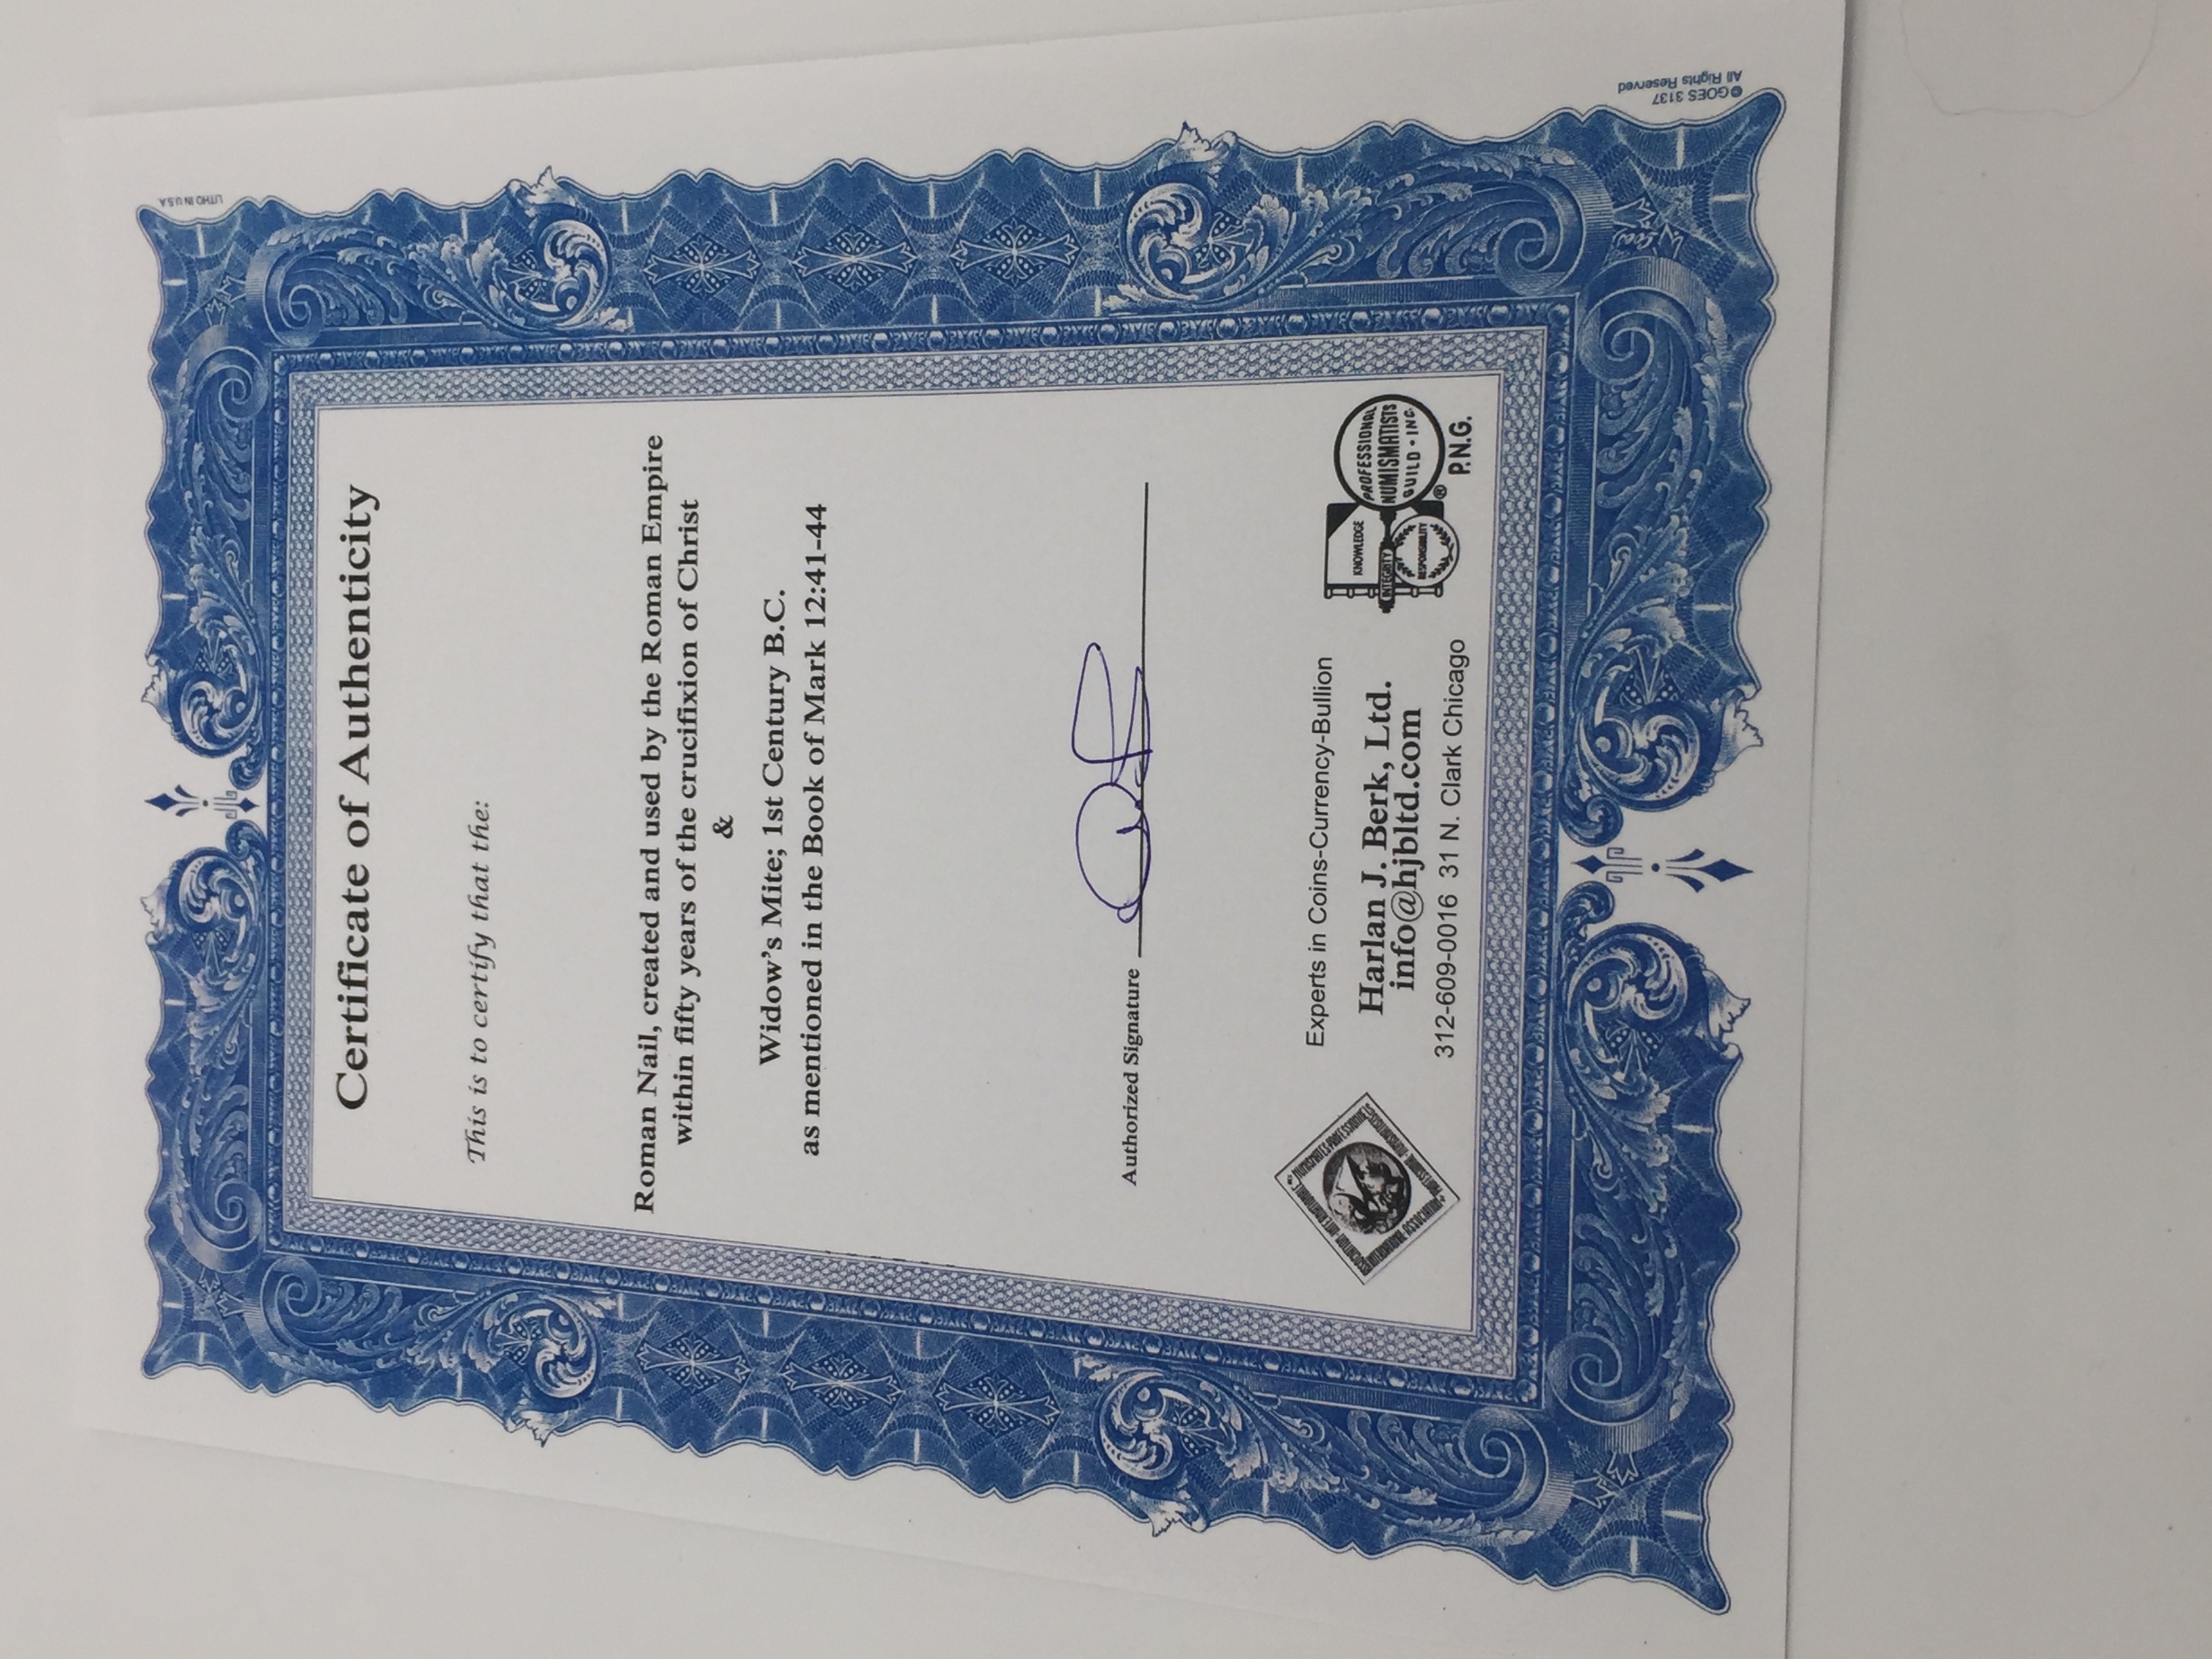 LITHO IN U.S.A.
© GOES 3137
All Rights Reserved
Certificate of Authenticity
This is to certify that the:
Roman Nail, created and used by the Roman Empire
within fifty years of the crucifixion of Christ
&
Widow's Mite; 1st Century B.C.
as mentioned in the Book of Mark 12:41-44
Authorized Signature
Experts in Coins-Currency-Bullion
Harlan J. Berk, Ltd.
info@hjbltd.com
312-609-0016 31 N. Clark Chicago
KNOWLEDGE
INTEGRITY
RESPONSIBILITY
PROFESSIONAL
NUMISMATISTS
GUILD • INC.
®
P.N.G.
Goes